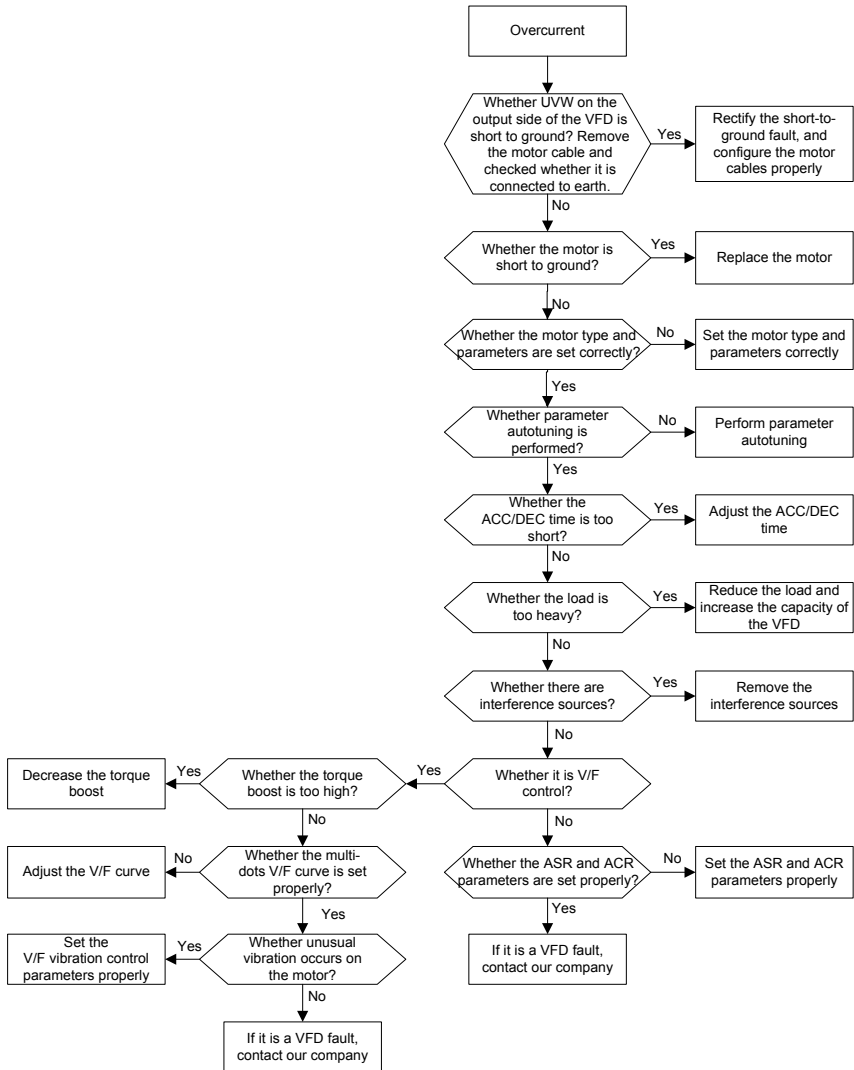 Overcurrent
Whether UVW on the
output side of the VFD is
short to ground? Remove
the motor cable and
checked whether it is
connected to earth.
Yes
Rectify the short-to-
ground fault, and
configure the motor
cables properly
No
Whether the motor is
short to ground?
Yes
Replace the motor
No
Whether the motor type and
parameters are set correctly?
No
Set the motor type and
parameters correctly
Yes
Whether parameter
autotuning is
performed?
No
Perform parameter
autotuning
Yes
Whether the
ACC/DEC time is too
short?
Yes
Adjust the ACC/DEC
time
No
Whether the load is
too heavy?
Yes
Reduce the load and
increase the capacity of
the VFD
No
Whether there are
interference sources?
Yes
Remove the
interference sources
No
Whether it is V/F
control?
Yes
Whether the torque
boost is too high?
Yes
Decrease the torque
boost
No
Whether the multi-
dots V/F curve is set
properly?
No
Adjust the V/F curve
Yes
Whether unusual
vibration occurs on
the motor?
Yes
Set the
V/F vibration control
parameters properly
No
If it is a VFD fault,
contact our company
No
Whether the ASR and ACR
parameters are set properly?
No
Set the ASR and ACR
parameters properly
Yes
If it is a VFD fault,
contact our company